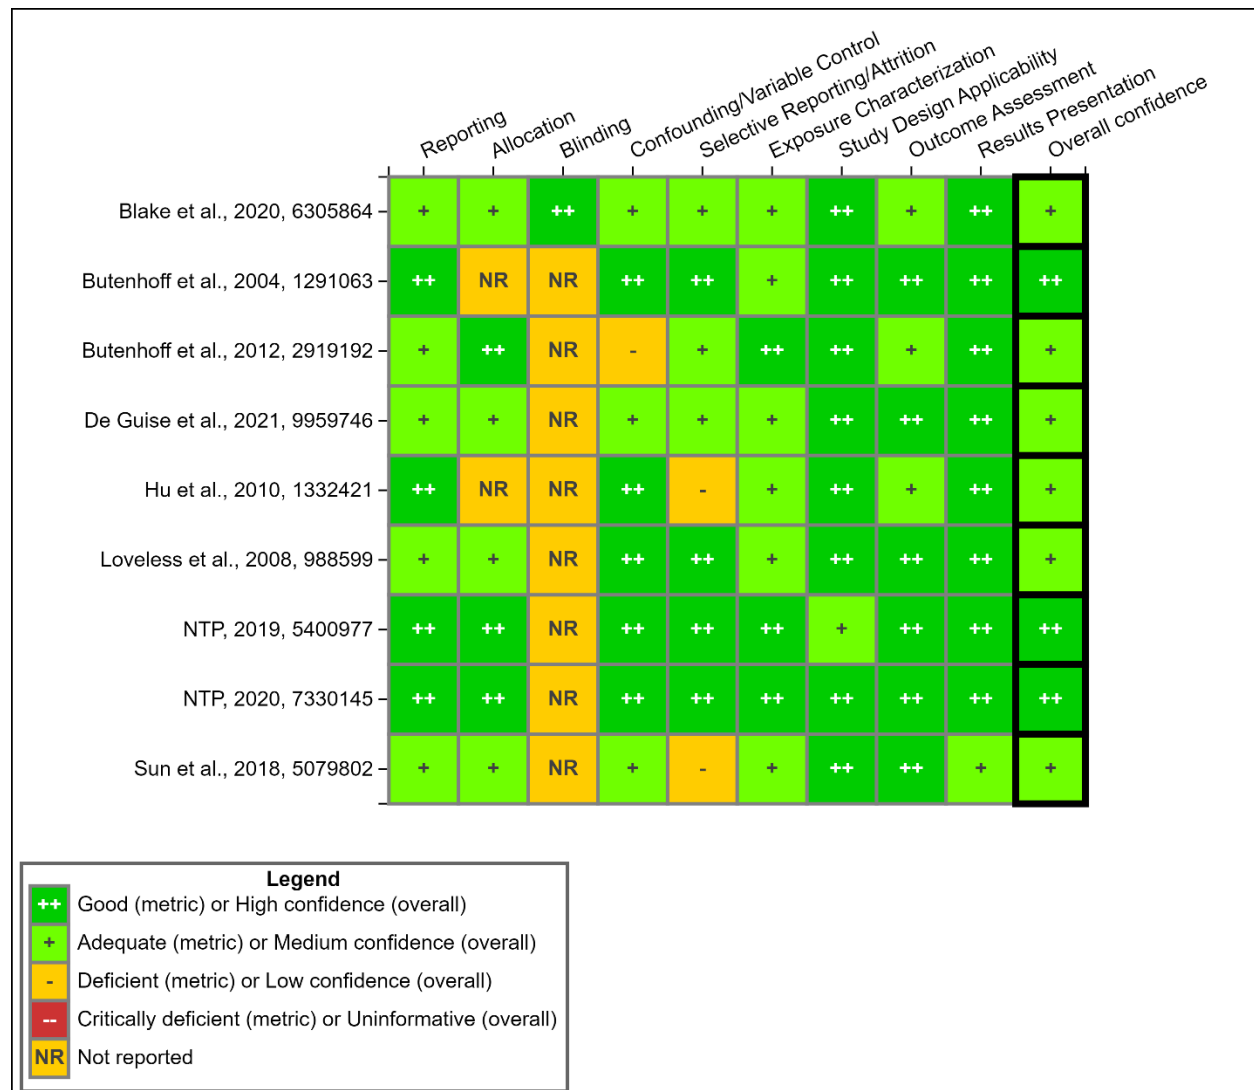 Reporting
Allocation
Blinding
Confounding/Variable Control
Selective Reporting/Attrition
Exposure Characterization
Study Design Applicability
Outcome Assessment
Results Presentation
Overall confidence
Blake et al., 2020, 6305864 + + ++ + + + ++ + ++ +
Butenhoff et al., 2004, 1291063 ++ NR NR ++ ++ + ++ ++ ++ ++
Butenhoff et al., 2012, 2919192 + ++ NR - + ++ ++ + ++ +
De Guise et al., 2021, 9959746 + + NR + + + ++ ++ ++ +
Hu et al., 2010, 1332421 ++ NR NR ++ - + ++ + ++ +
Loveless et al., 2008, 988599 + + NR ++ ++ + ++ ++ ++ +
NTP, 2019, 5400977 ++ ++ NR ++ ++ ++ + ++ ++ ++
NTP, 2020, 7330145 ++ ++ NR ++ ++ ++ ++ ++ ++ ++
Sun et al., 2018, 5079802 + + NR + - + ++ ++ + +
Legend
++ Good (metric) or High confidence (overall)
+ Adequate (metric) or Medium confidence (overall)
- Deficient (metric) or Low confidence (overall)
-- Critically deficient (metric) or Uninformative (overall)
NR Not reported